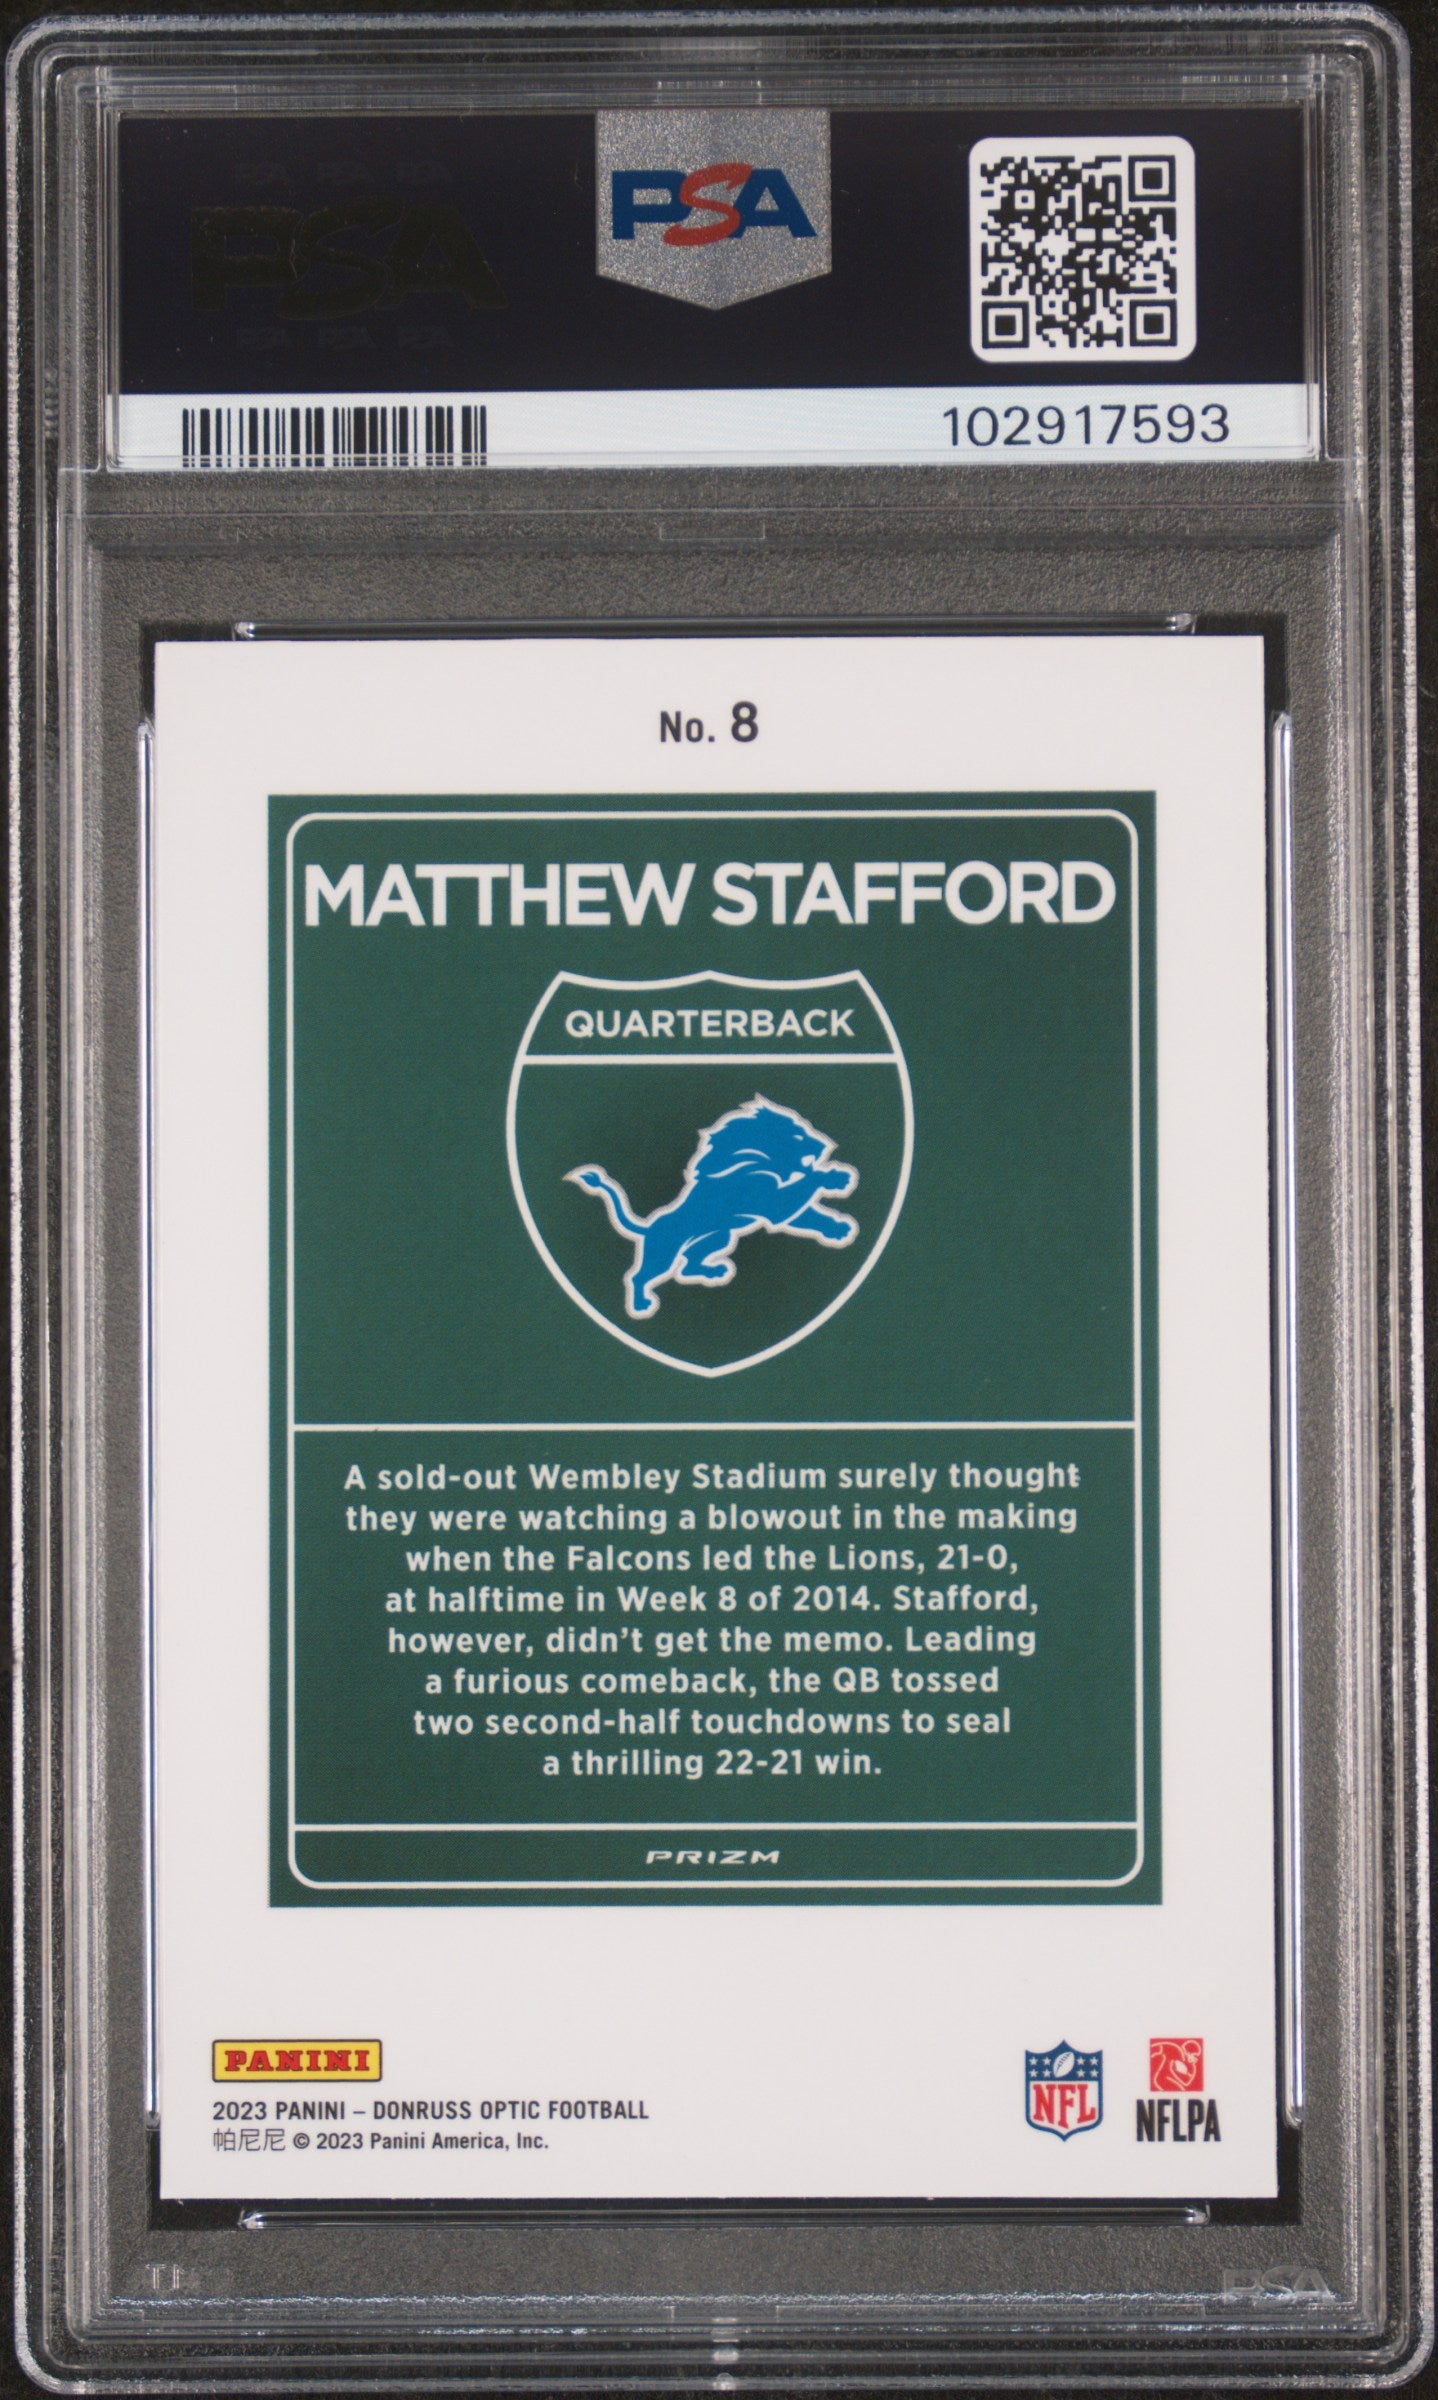 PSA
PSA
102917593
No. 8
MATTHEW STAFFORD
QUARTERBACK
A sold-out Wembley Stadium surely thought
they were watching a blowout in the making
when the Falcons led the Lions, 21-0,
at halftime in Week 8 of 2014. Stafford,
however, didn't get the memo. Leading
a furious comeback, the QB tossed
two second-half touchdowns to seal
a thrilling 22-21 win.
PRIZM
PANINI
2023 PANINI – DONRUSS OPTIC FOOTBALL
帕尼尼 © 2023 Panini America, Inc.
NFL
NFLPA
PSA